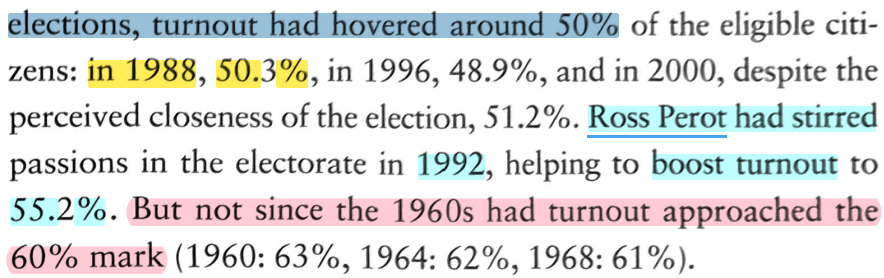 elections, turnout had hovered around 50% of the eligible citi-
zens: in 1988, 50.3%, in 1996, 48.9%, and in 2000, despite the
perceived closeness of the election, 51.2%. Ross Perot had stirred
passions in the electorate in 1992, helping to boost turnout to
55.2%. But not since the 1960s had turnout approached the
60% mark (1960: 63%, 1964: 62%, 1968: 61%).